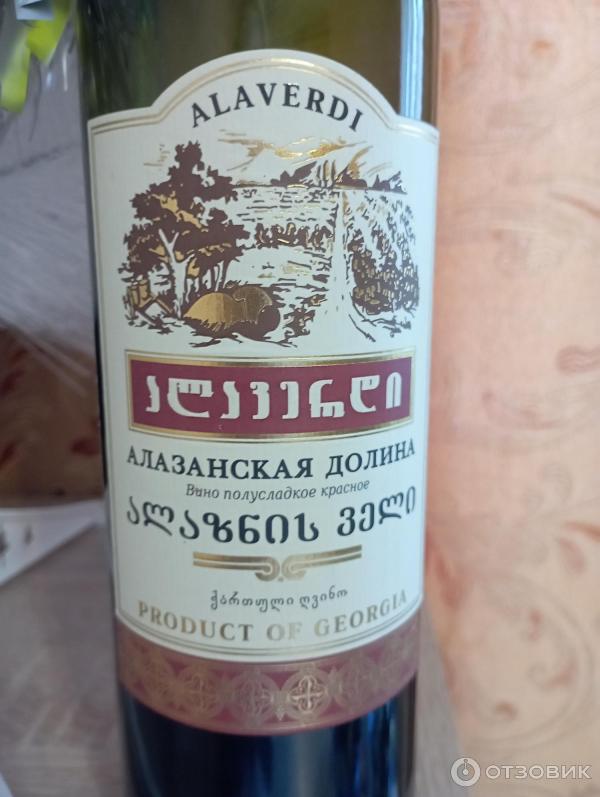 ALAVERDI
ალავერდი
АЛАЗАНСКАЯ ДОЛИНА
Вино полусладкое красное
ალაზნის ველი
ქართული ღვინო
PRODUCT OF GEORGIA
ОТЗОВИК